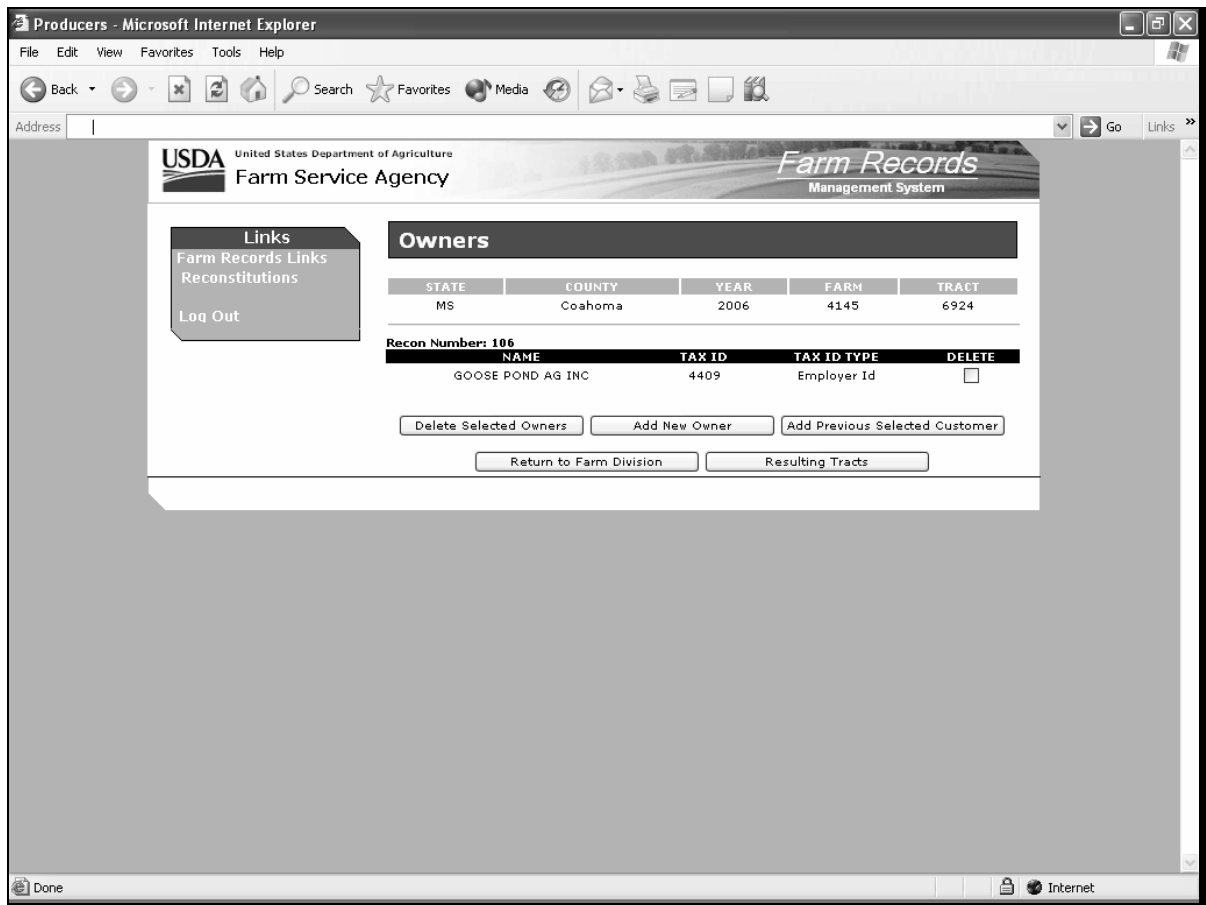 Producers - Microsoft Internet Explorer
File Edit View Favorites Tools Help
Back Search Favorites Media
Address Go Links »
USDA United States Department of Agriculture
Farm Service Agency
Farm Records
Management System
Links
Farm Records Links
Reconstitutions
Log Out
Owners
STATE COUNTY YEAR FARM TRACT
MS Coahoma 2006 4145 6924
Recon Number: 106
NAME TAX ID TAX ID TYPE DELETE
GOOSE POND AG INC 4409 Employer Id
Delete Selected Owners Add New Owner Add Previous Selected Customer
Return to Farm Division Resulting Tracts
Done Internet